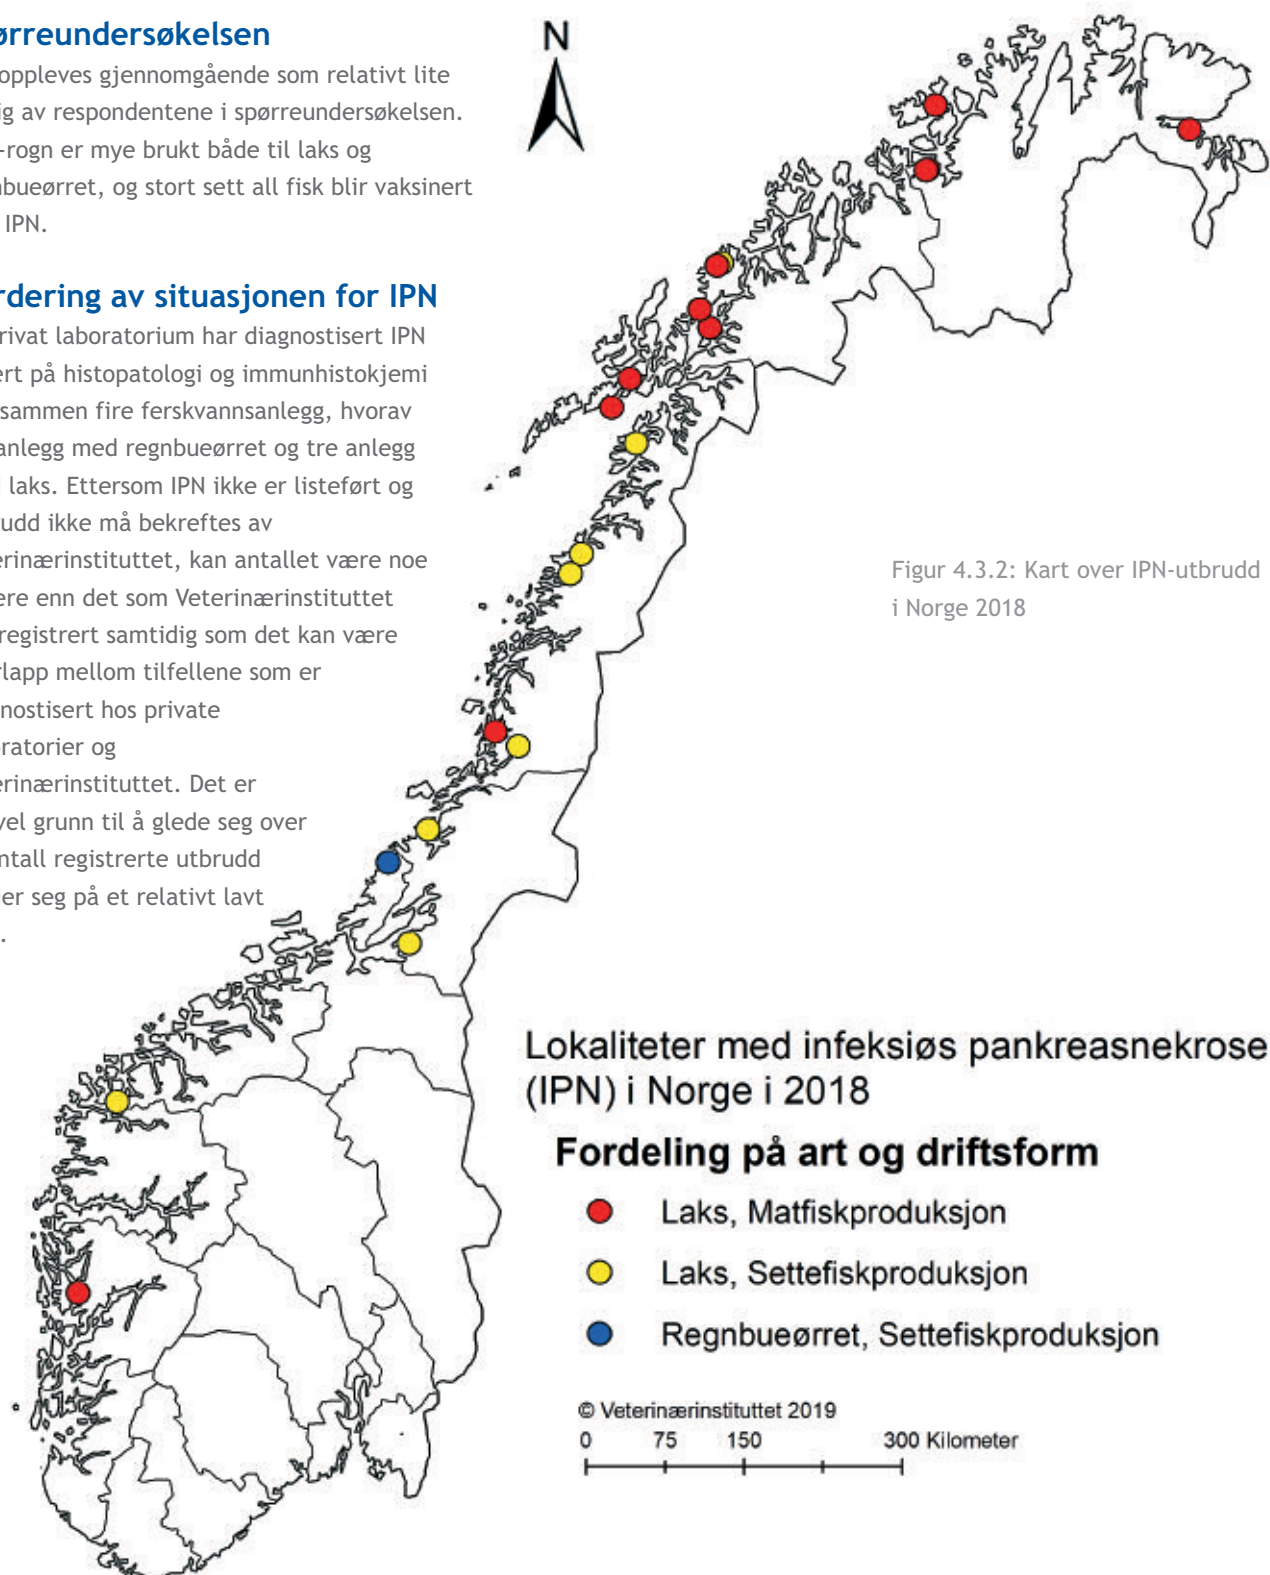 ørreundersøkelsen
oppleves gjennomgående som relativt lite
ig av respondentene i spørreundersøkelsen.
-rogn er mye brukt både til laks og
nbueørret, og stort sett all fisk blir vaksinert
IPN.
rdering av situasjonen for IPN
rivat laboratorium har diagnostisert IPN
ert på histopatologi og immunhistokjemi
sammen fire ferskvannsanlegg, hvorav
anlegg med regnbueørret og tre anlegg
l laks. Ettersom IPN ikke er listeført og
rudd ikke må bekreftes av
erinærinstituttet, kan antallet være noe
ere enn det som Veterinærinstituttet
registrert samtidig som det kan være
rlapp mellom tilfellene som er
gnostisert hos private
oratorier og
erinærinstituttet. Det er
vel grunn til å glede seg over
ntall registrerte utbrudd
ler seg på et relativt lavt
.
N
Figur 4.3.2: Kart over IPN-utbrudd
i Norge 2018
Lokaliteter med infeksiøs pankreasnekrose
(IPN) i Norge i 2018
Fordeling på art og driftsform
Laks, Matfiskproduksjon
Laks, Settefiskproduksjon
Regnbueørret, Settefiskproduksjon
© Veterinærinstituttet 2019
0 75 150 300 Kilometer